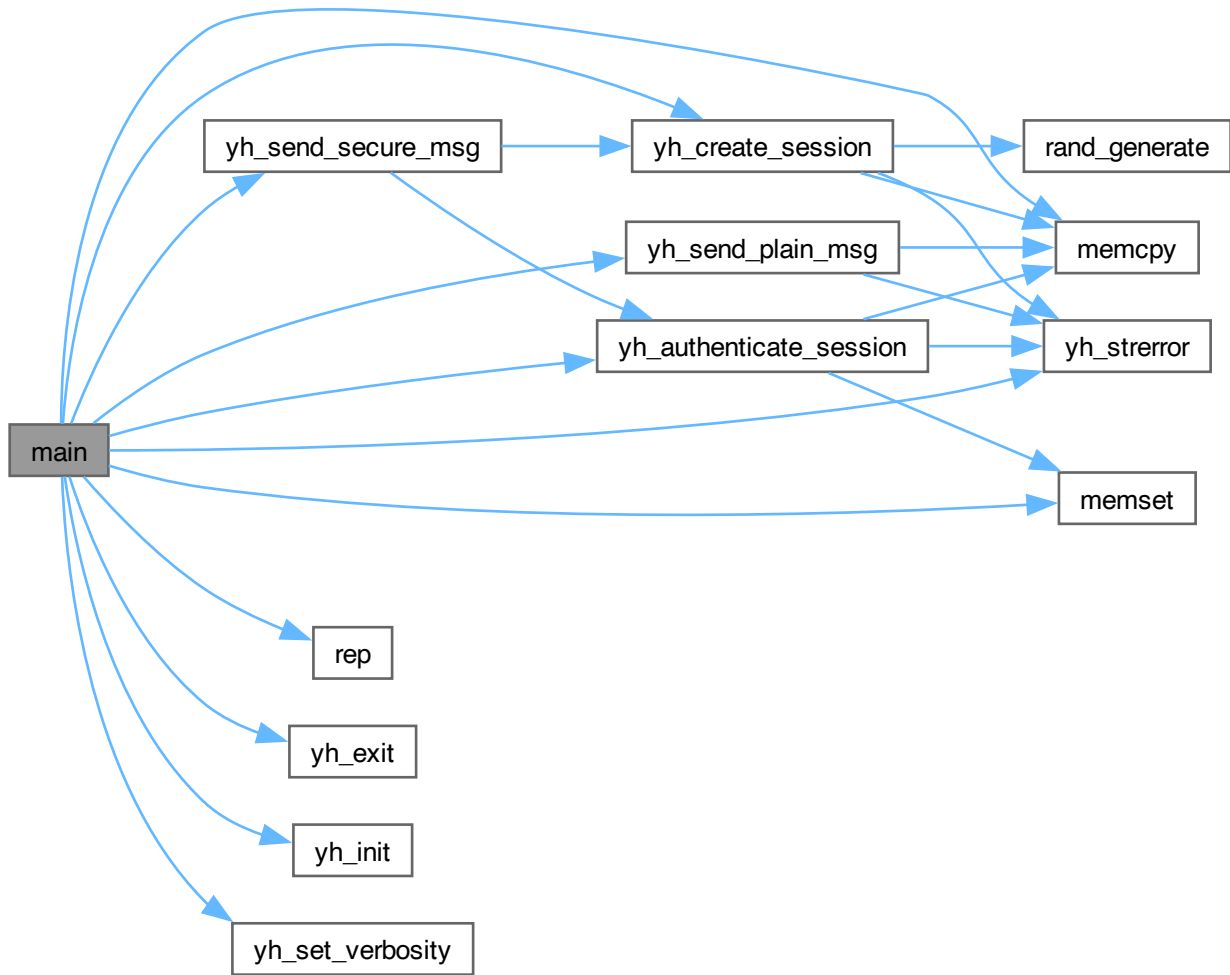 main
yh_send_secure_msg
yh_create_session
rand_generate
yh_send_plain_msg
memcpy
yh_authenticate_session
yh_strerror
memset
rep
yh_exit
yh_init
yh_set_verbosity